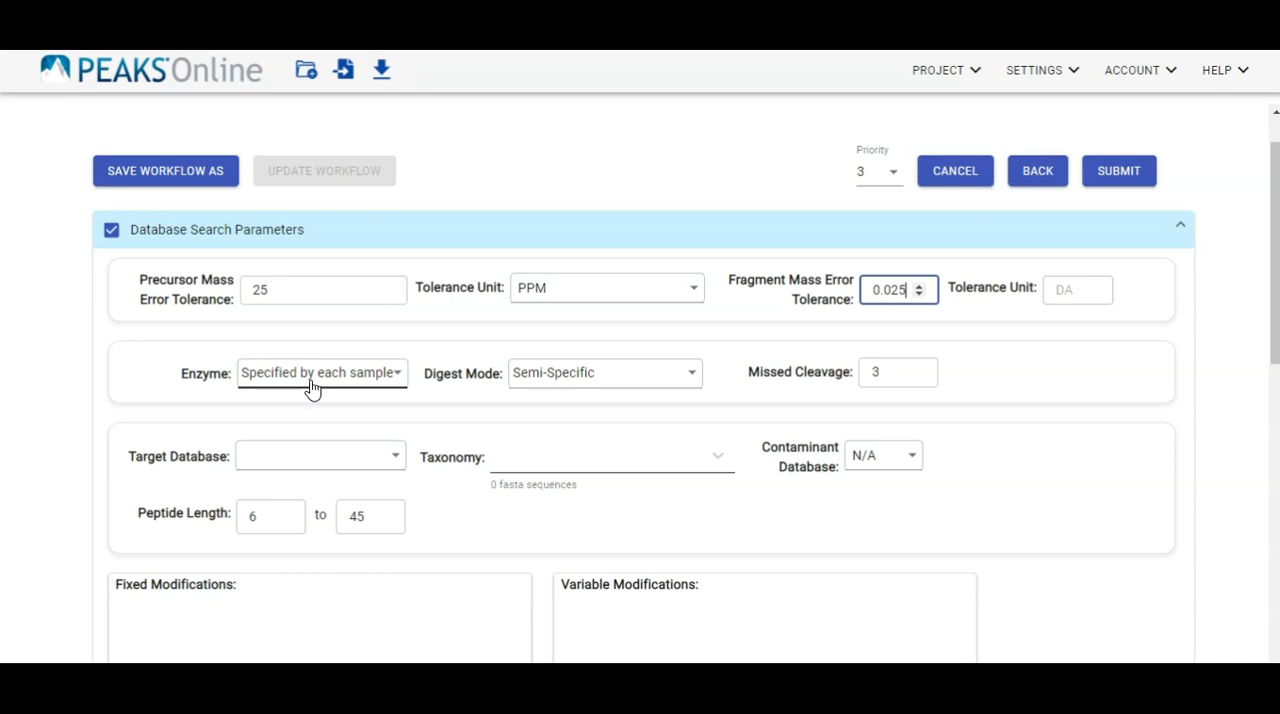 PEAKS Online
PROJECT SETTINGS ACCOUNT HELP
SAVE WORKFLOW AS UPDATE WORKFLOW Priority 3 CANCEL BACK SUBMIT
Database Search Parameters
Precursor Mass Error Tolerance: 25 Tolerance Unit: PPM Fragment Mass Error Tolerance: 0.025 Tolerance Unit: DA
Enzyme: Specified by each sample Digest Mode: Semi-Specific Missed Cleavage: 3
Target Database: Taxonomy: Contaminant Database: N/A
0 fasta sequences
Peptide Length: 6 to 45
Fixed Modifications: Variable Modifications: